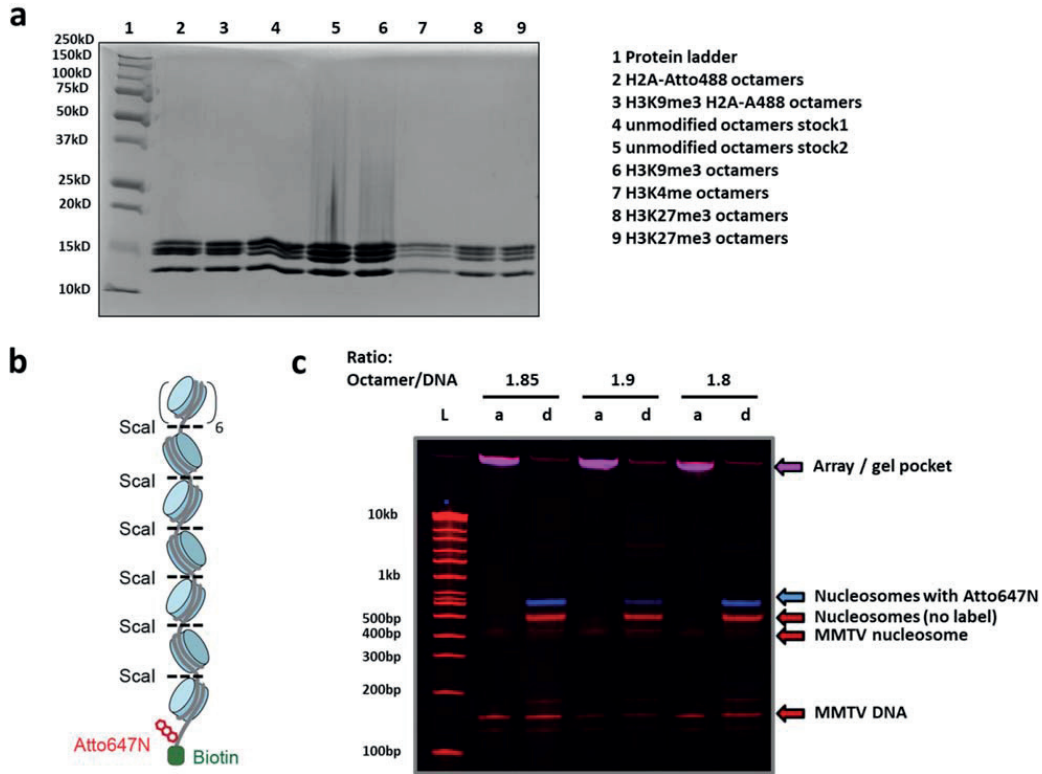 a
1 2 3 4 5 6 7 8 9
250kD
150kD
100kD
75kD
50kD
37kD
25kD
20kD
15kD
10kD
1 Protein ladder
2 H2A-Atto488 octamers
3 H3K9me3 H2A-A488 octamers
4 unmodified octamers stock1
5 unmodified octamers stock2
6 H3K9me3 octamers
7 H3K4me octamers
8 H3K27me3 octamers
9 H3K27me3 octamers
b
ScaI
6
ScaI
ScaI
ScaI
ScaI
ScaI
Atto647N
Biotin
c
Ratio:
Octamer/DNA 1.85 1.9 1.8
L a d a d a d
10kb
1kb
500bp
400bp
300bp
200bp
100bp
Array / gel pocket
Nucleosomes with Atto647N
Nucleosomes (no label)
MMTV nucleosome
MMTV DNA